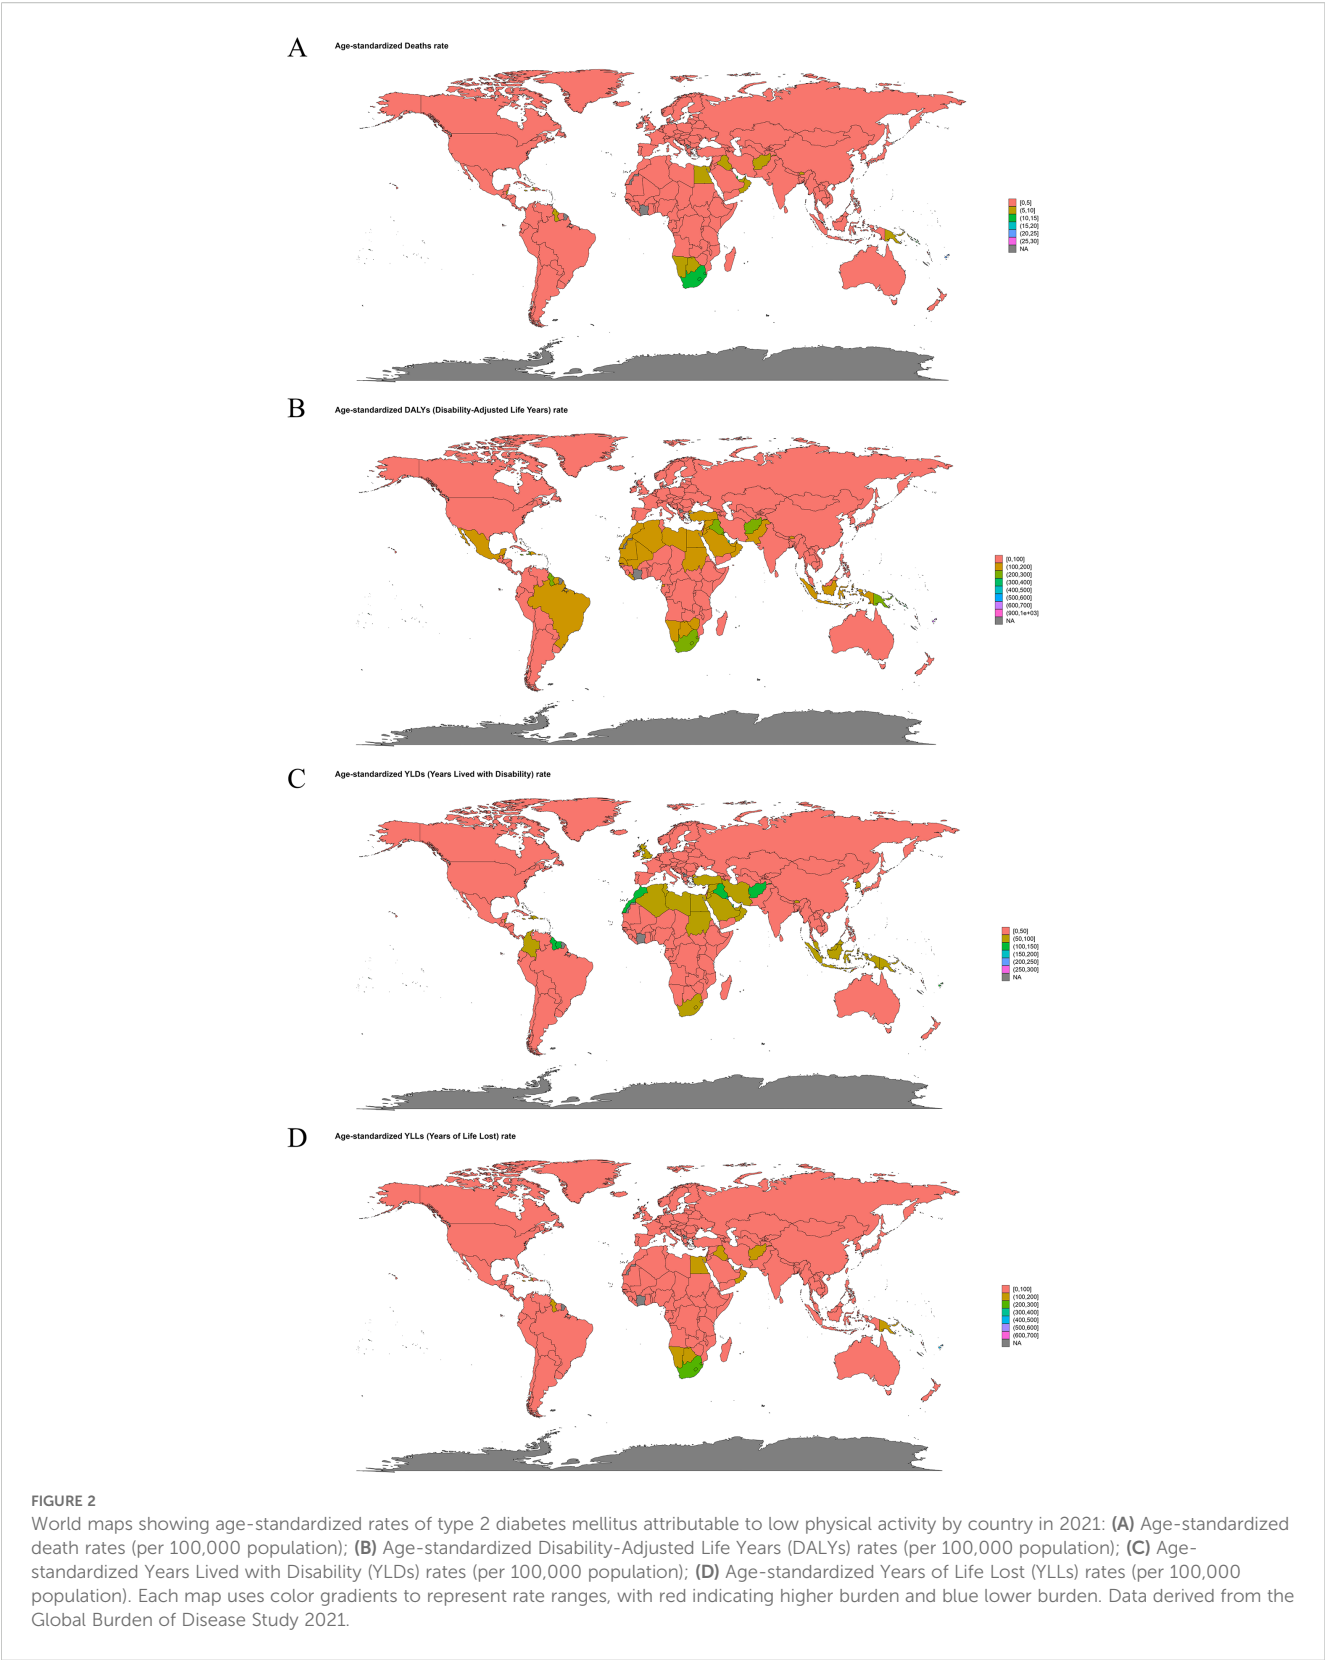 A
Age-standardized Deaths rate
[0,5]
(5,10]
(10,15]
(15,20]
(20,25]
(25,30]
NA
B
Age-standardized DALYs (Disability-Adjusted Life Years) rate
[0,100]
(100,200]
(200,300]
(300,400]
(400,500]
(500,600]
(600,700]
(900,1e+03]
NA
C
Age-standardized YLDs (Years Lived with Disability) rate
[0,50]
(50,100]
(100,150]
(150,200]
(200,250]
(250,300]
NA
D
Age-standardized YLLs (Years of Life Lost) rate
[0,100]
(100,200]
(200,300]
(300,400]
(400,500]
(500,600]
(600,700]
NA
FIGURE 2
World maps showing age-standardized rates of type 2 diabetes mellitus attributable to low physical activity by country in 2021: (A) Age-standardized
death rates (per 100,000 population); (B) Age-standardized Disability-Adjusted Life Years (DALYs) rates (per 100,000 population); (C) Age-
standardized Years Lived with Disability (YLDs) rates (per 100,000 population); (D) Age-standardized Years of Life Lost (YLLs) rates (per 100,000
population). Each map uses color gradients to represent rate ranges, with red indicating higher burden and blue lower burden. Data derived from the
Global Burden of Disease Study 2021.